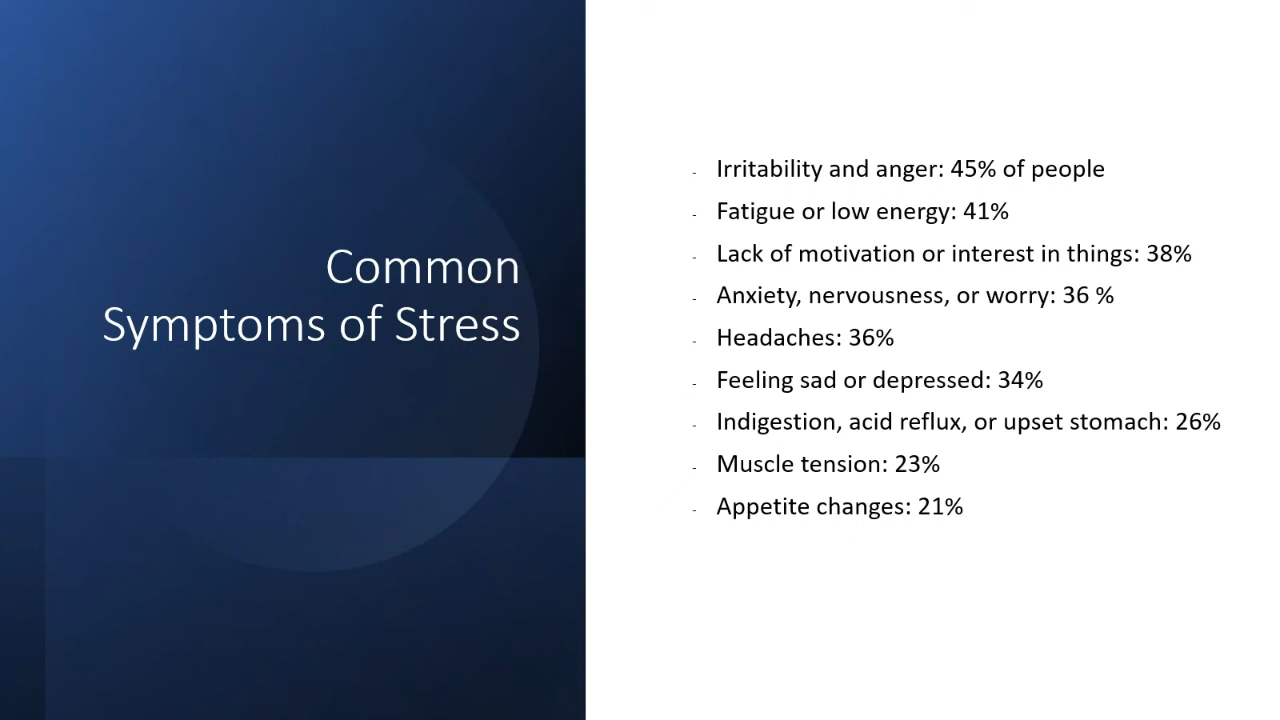 Common
Symptoms of Stress
- Irritability and anger: 45% of people
- Fatigue or low energy: 41%
- Lack of motivation or interest in things: 38%
- Anxiety, nervousness, or worry: 36 %
- Headaches: 36%
- Feeling sad or depressed: 34%
- Indigestion, acid reflux, or upset stomach: 26%
- Muscle tension: 23%
- Appetite changes: 21%